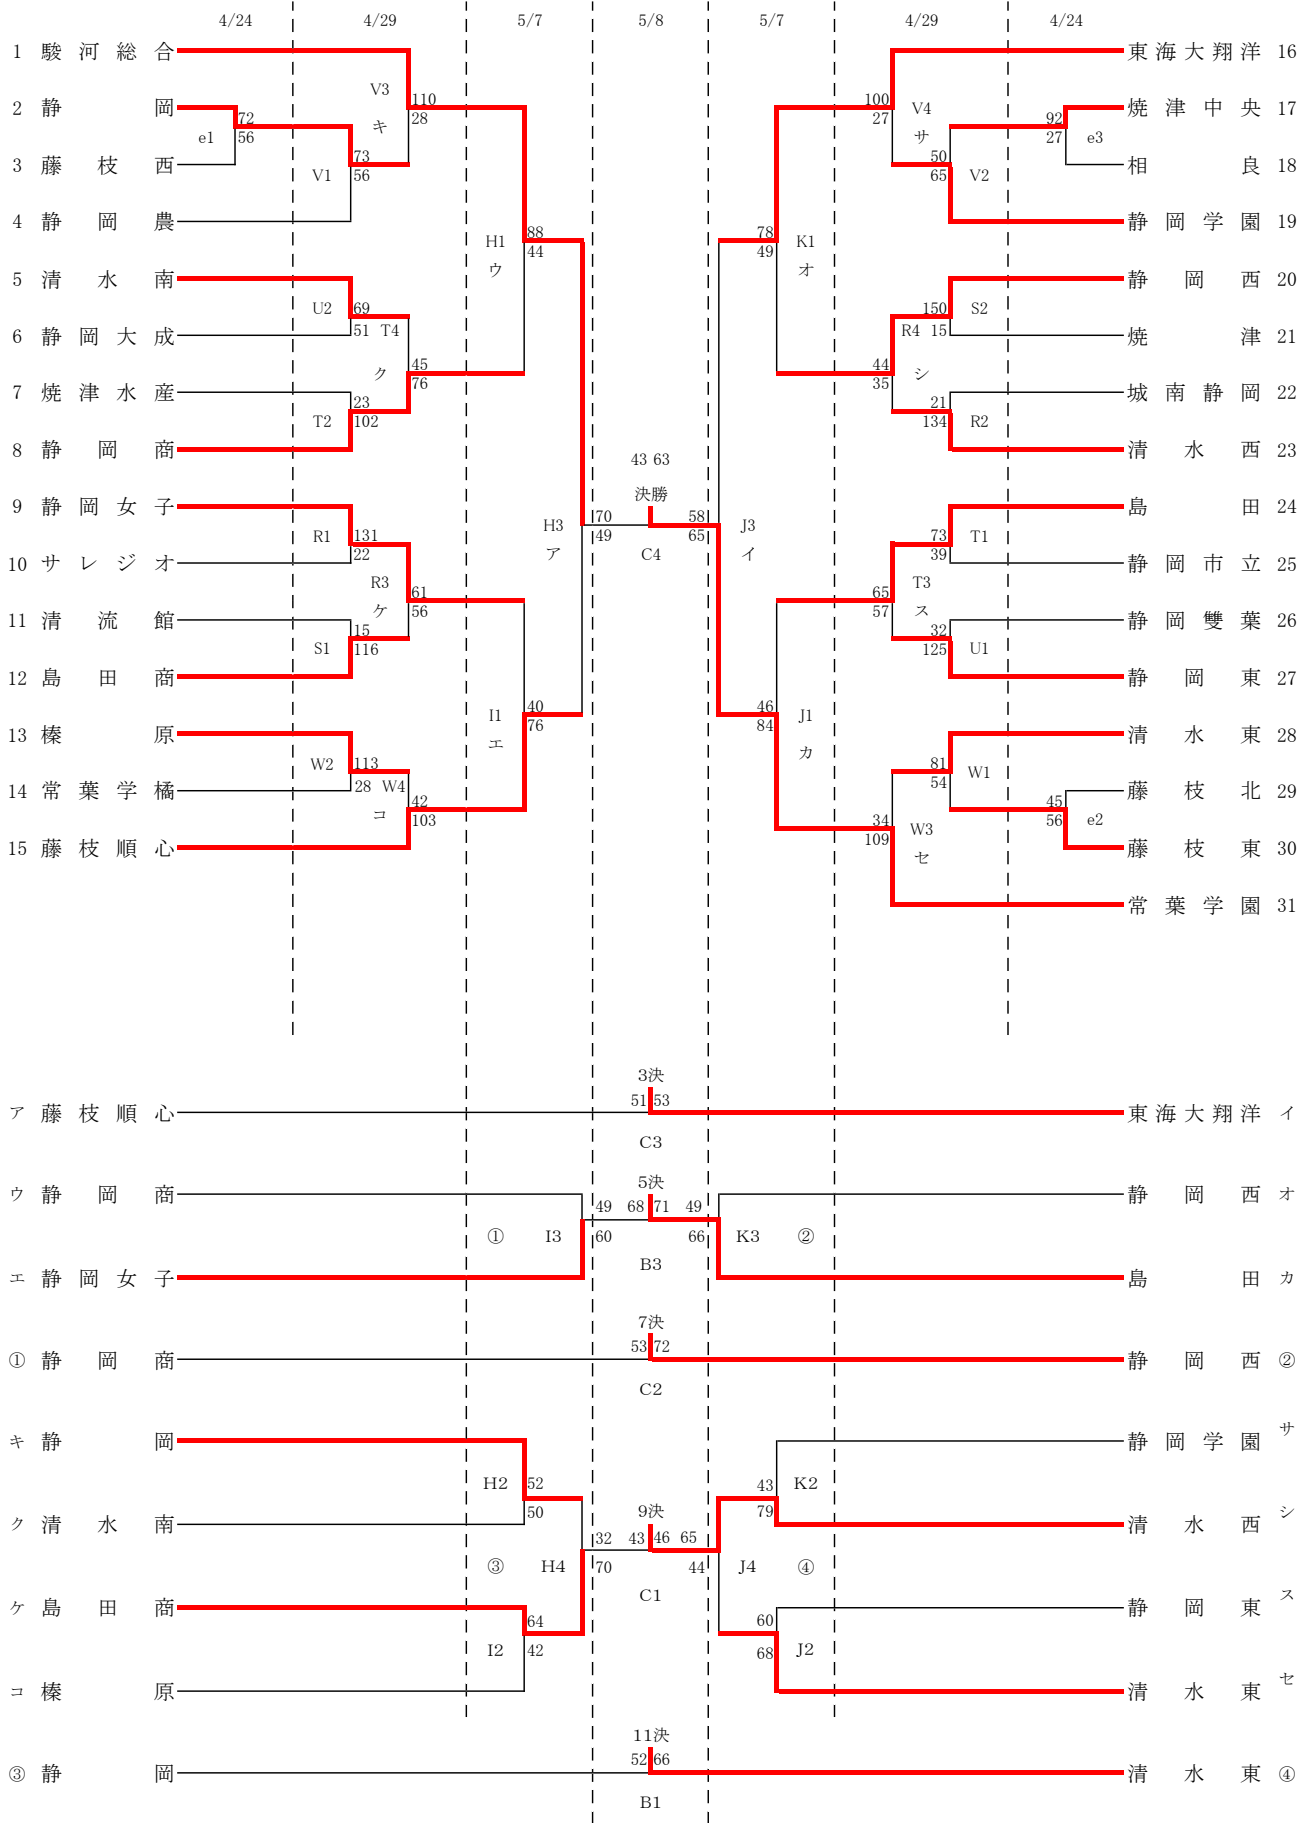 4/24 4/29 5/7 5/8 5/7 4/29 4/24
1 駿河総合 東海大翔洋 16
V3 110 100 V4
2 静岡 28 27 焼津中央 17
72 キ サ 92
e1 56 27 e3
3 藤枝西 73 50 相良 18
V1 56 65 V2
4 静岡農 静岡学園 19
H1 88 78 K1
ウ 44 49 オ
5 清水南 静岡西 20
U2 69 150 S2
6 静岡大成 51 T4 R4 15 焼津 21
ク 45 44 シ
76 35
7 焼津水産 23 21 城南静岡 22
T2 102 134 R2
8 静岡商 静岡西 清水西 23
43 63
9 静岡女子 決勝 島田 24
R1 131 H3 70 58 J3 73 T1
22 ア 49 C4 65 イ 39
10 サレジオ 静岡市立 25
R3 61 65 T3
ケ 56 57 ス
11 清流館 15 32 静岡雙葉 26
S1 116 125 U1
12 島田商 静岡東 27
I1 40 46 J1
エ 76 84 カ
13 榛原 清水東 28
W2 113 81 W1
28 W4 54
14 常葉学橘 42 45 藤枝北 29
コ 103 34 W3 56 e2
15 藤枝順心 109 セ 藤枝東 30
常葉学園 31
3決
51 53
ア 藤枝順心 東海大翔洋 イ
C3
5決
ウ 静岡商 静岡西 オ
49 68 71 49
① I3 60 66 K3 ②
B3
エ 静岡女子 島田 カ
7決
53 72
① 静岡商 静岡西 ②
C2
キ 静岡 静岡学園 サ
H2 52 43 K2
50 79
9決
ク 清水南 清水西 シ
32 43 46 65
③ H4 70 44 J4 ④
C1
ケ 島田商 静岡東 ス
64 60
I2 42 68 J2
コ 榛原 清水東 セ
11決
52 66
③ 静岡 清水東 ④
B1